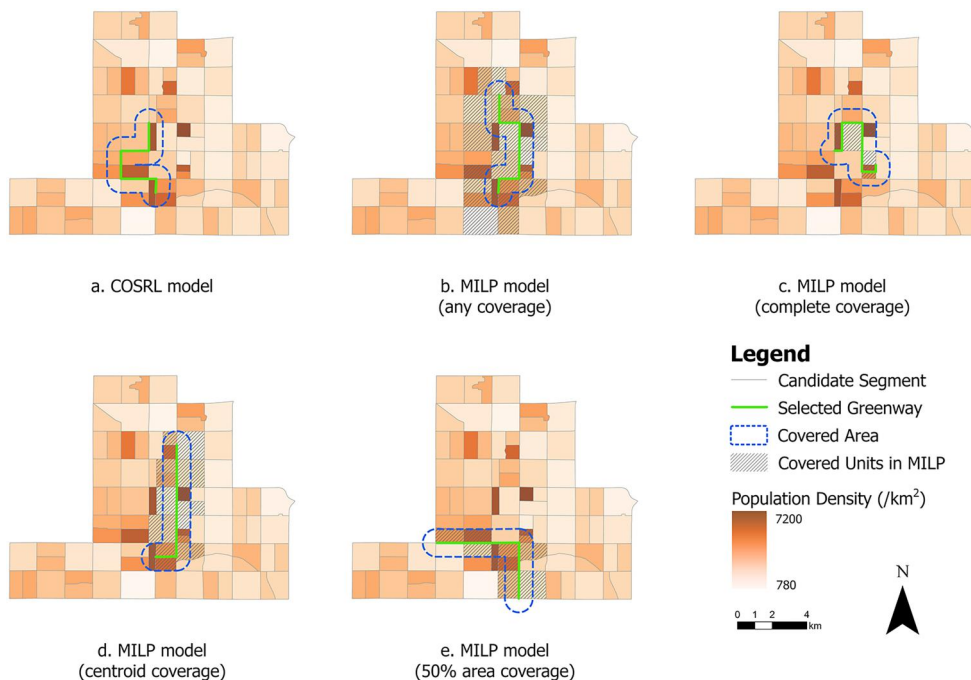 a. COSRL model
b. MILP model
(any coverage)
c. MILP model
(complete coverage)
Legend
Candidate Segment
Selected Greenway
Covered Area
Covered Units in MILP
Population Density (/km²)
7200
780
0 1 2 4
km
N
d. MILP model
(centroid coverage)
e. MILP model
(50% area coverage)